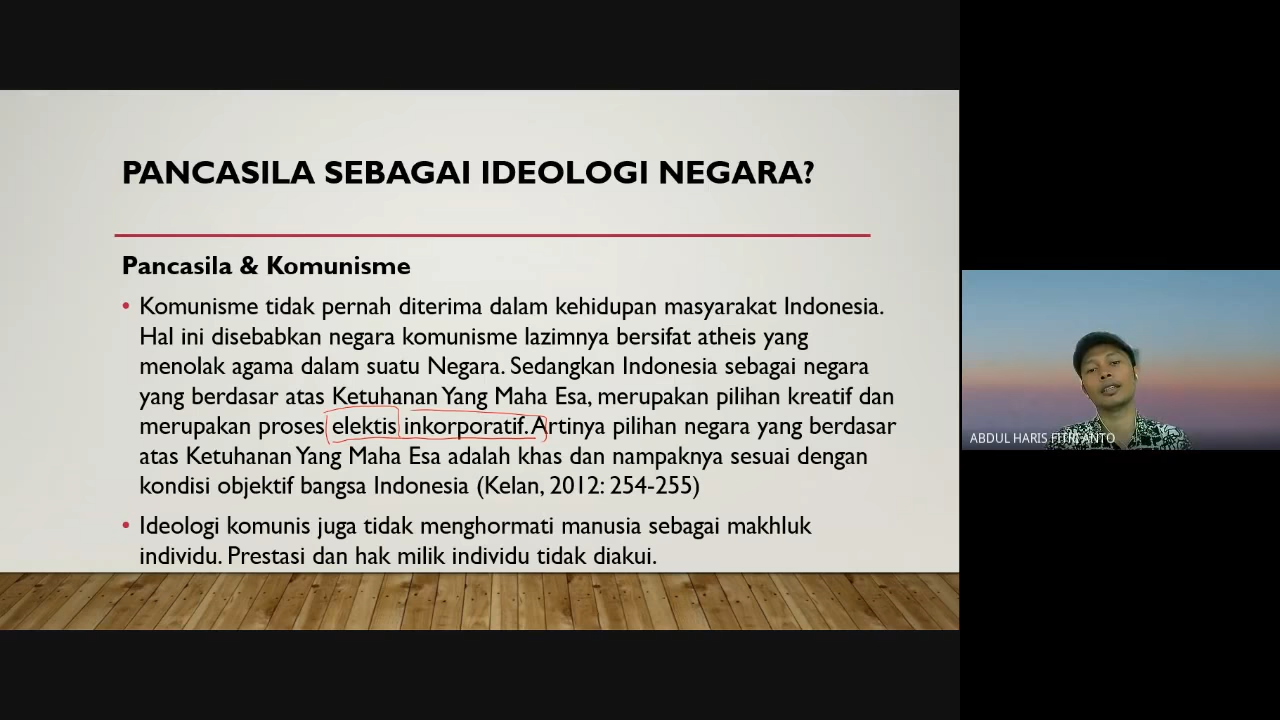 PANCASILA SEBAGAI IDEOLOGI NEGARA?
Pancasila & Komunisme
• Komunisme tidak pernah diterima dalam kehidupan masyarakat Indonesia.
Hal ini disebabkan negara komunisme lazimnya bersifat atheis yang
menolak agama dalam suatu Negara. Sedangkan Indonesia sebagai negara
yang berdasar atas Ketuhanan Yang Maha Esa, merupakan pilihan kreatif dan
merupakan proses elektis inkorporatif. Artinya pilihan negara yang berdasar
atas Ketuhanan Yang Maha Esa adalah khas dan nampaknya sesuai dengan
kondisi objektif bangsa Indonesia (Kelan, 2012: 254-255)
• Ideologi komunis juga tidak menghormati manusia sebagai makhluk
individu. Prestasi dan hak milik individu tidak diakui.
ABDUL HARIS FITRI ANTO